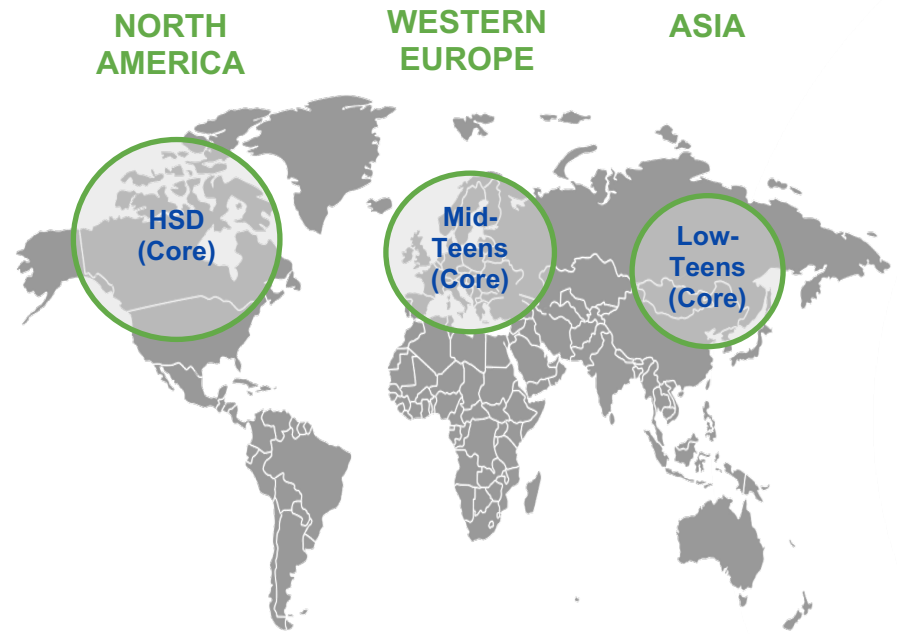 NORTH
AMERICA
WESTERN
EUROPE
ASIA
HSD
(Core)
Mid-
Teens
(Core)
Low-
Teens
(Core)